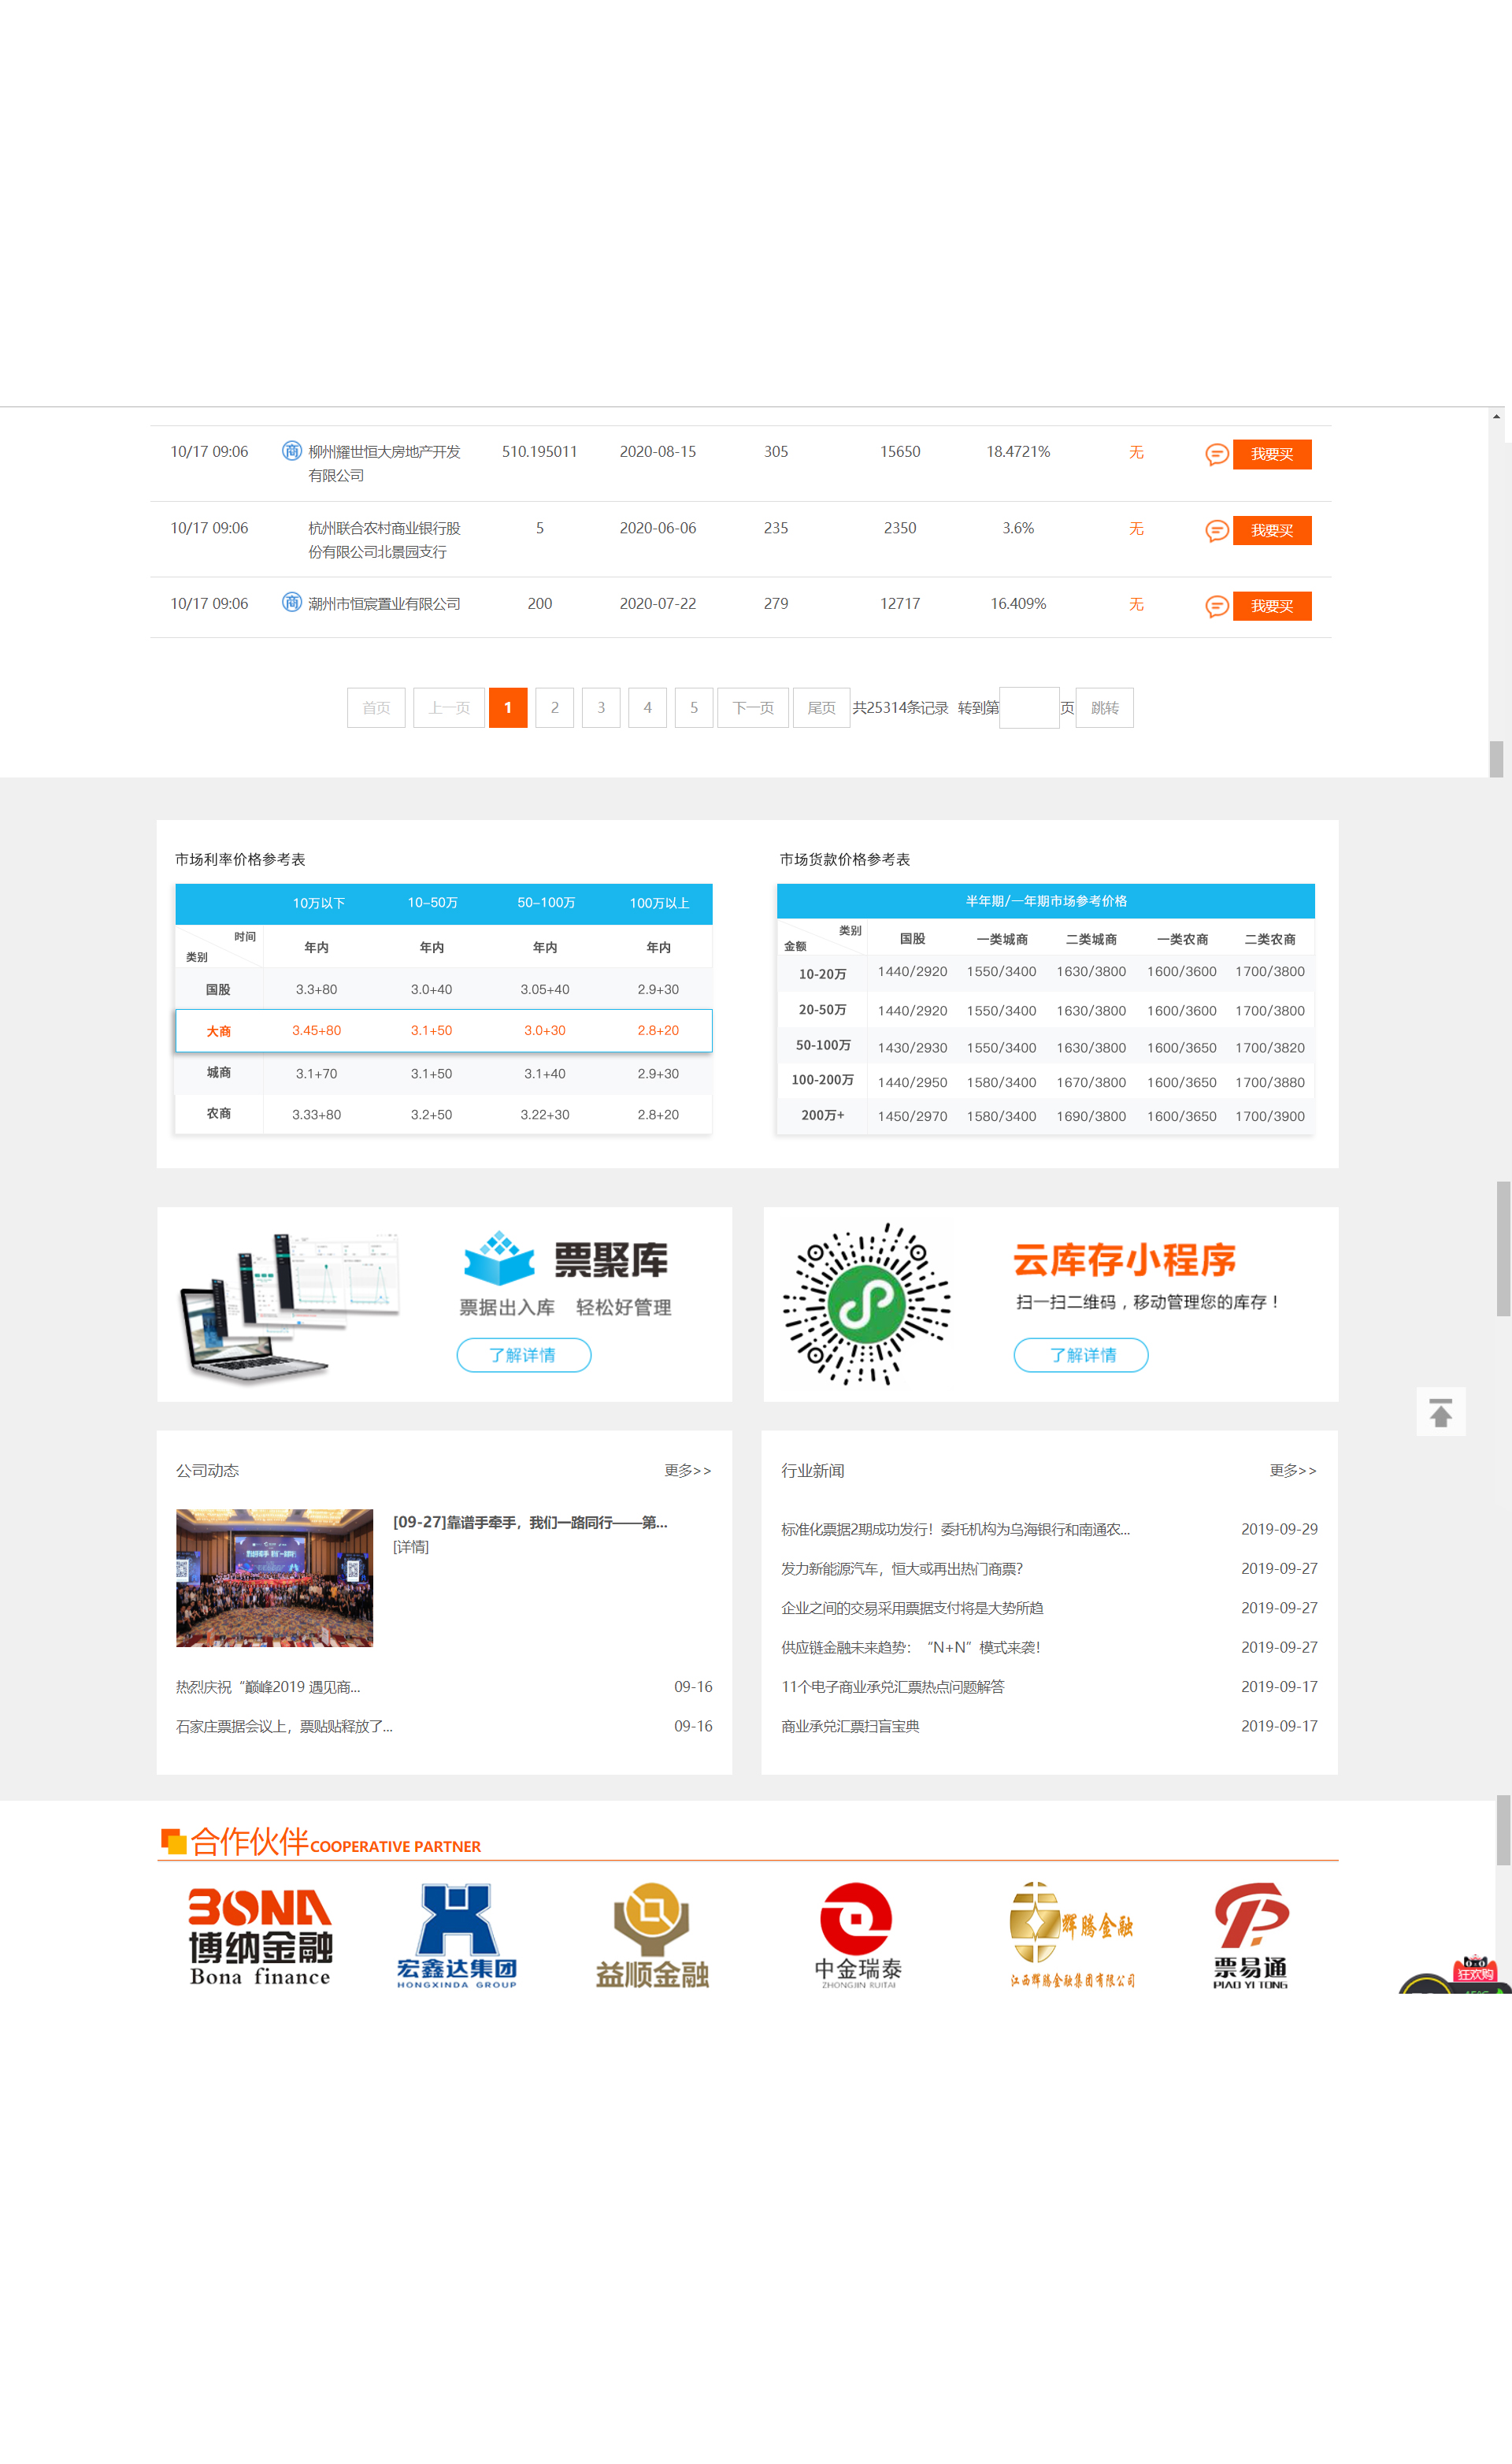 10/17 09:06 商 柳州耀世恒大房地产开发 510.195011 2020-08-15 305 15650 18.4721% 无 我要买
有限公司
10/17 09:06 杭州联合农村商业银行股 5 2020-06-06 235 2350 3.6% 无 我要买
份有限公司北景园支行
10/17 09:06 商 潮州市恒宸置业有限公司 200 2020-07-22 279 12717 16.409% 无 我要买
首页 上一页 1 2 3 4 5 下一页 尾页 共25314条记录 转到第 页 跳转
市场利率价格参考表
10万以下 10-50万 50-100万 100万以上
时间
类别 年内 年内 年内 年内
国股 3.3+80 3.0+40 3.05+40 2.9+30
大商 3.45+80 3.1+50 3.0+30 2.8+20
城商 3.1+70 3.1+50 3.1+40 2.9+30
农商 3.33+80 3.2+50 3.22+30 2.8+20
市场货款价格参考表
半年期/一年期市场参考价格
类别
金额 国股 一类城商 二类城商 一类农商 二类农商
10-20万 1440/2920 1550/3400 1630/3800 1600/3600 1700/3800
20-50万 1440/2920 1550/3400 1630/3800 1600/3600 1700/3800
50-100万 1430/2930 1550/3400 1630/3800 1600/3650 1700/3820
100-200万 1440/2950 1580/3400 1670/3800 1600/3650 1700/3880
200万+ 1450/2970 1580/3400 1690/3800 1600/3650 1700/3900
票聚库
票据出入库 轻松好管理
了解详情
云库存小程序
扫一扫二维码，移动管理您的库存！
了解详情
公司动态 更多>>
[09-27]靠谱手牵手，我们一路同行——第...
[详情]
热烈庆祝“巅峰2019 遇见商... 09-16
石家庄票据会议上，票贴贴释放了... 09-16
行业新闻 更多>>
标准化票据2期成功发行！委托机构为乌海银行和南通农... 2019-09-29
发力新能源汽车，恒大或再出热门商票？ 2019-09-27
企业之间的交易采用票据支付将是大势所趋 2019-09-27
供应链金融未来趋势：“N+N”模式来袭！ 2019-09-27
11个电子商业承兑汇票热点问题解答 2019-09-17
商业承兑汇票扫盲宝典 2019-09-17
合作伙伴COOPERATIVE PARTNER
BONA
博纳金融
Bona finance
宏鑫达集团
HONGXINDA GROUP
益顺金融
中金瑞泰
ZHONGJIN RUITAI
辉腾金融
江西辉腾金融集团有限公司
票易通
PIAO YI TONG
狂欢购